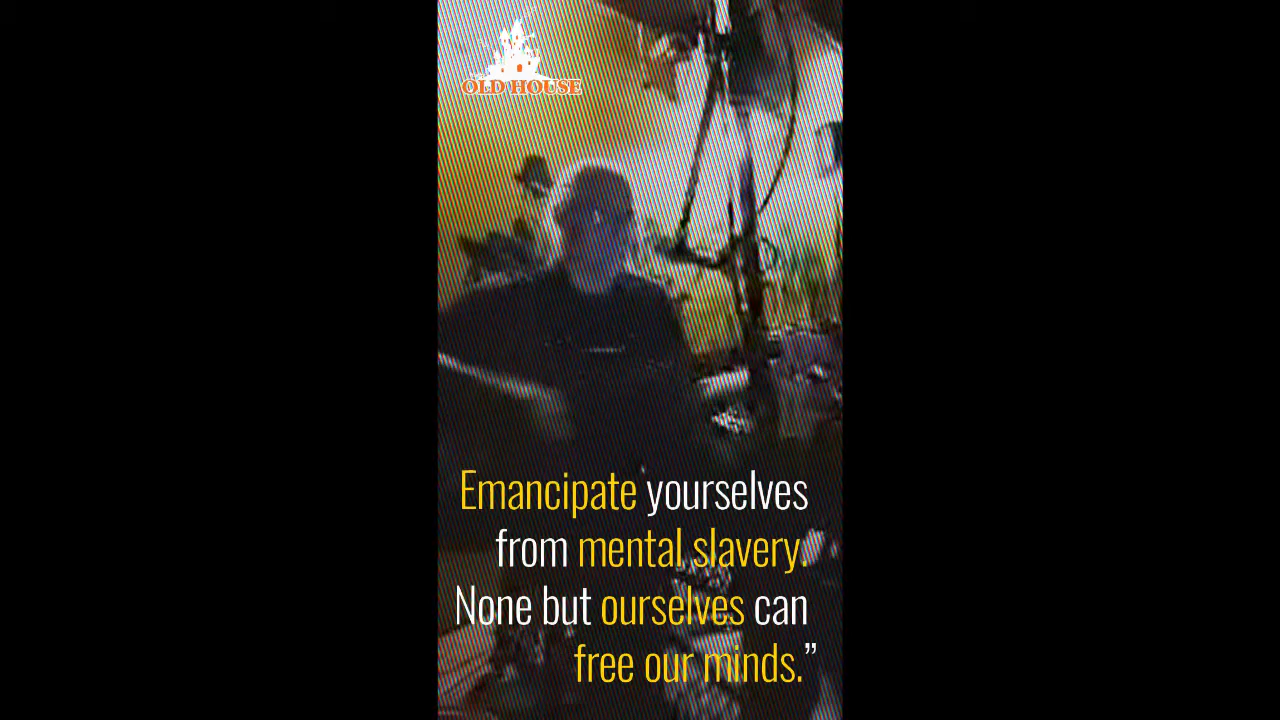 OLD HOUSE
Emancipate yourselves
from mental slavery.
None but ourselves can
free our minds.”